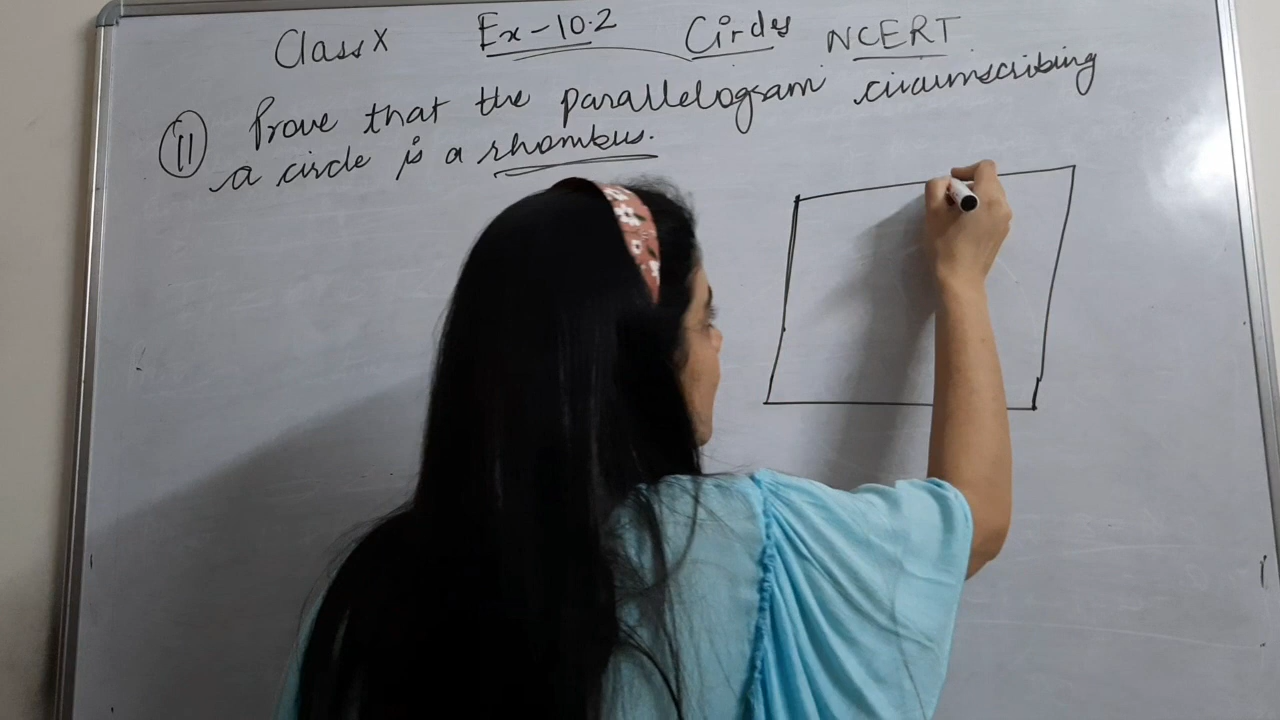 Class X Ex-10.2 Circles NCERT
11 Prove that the parallelogram circumscribing
a circle is a rhombus.